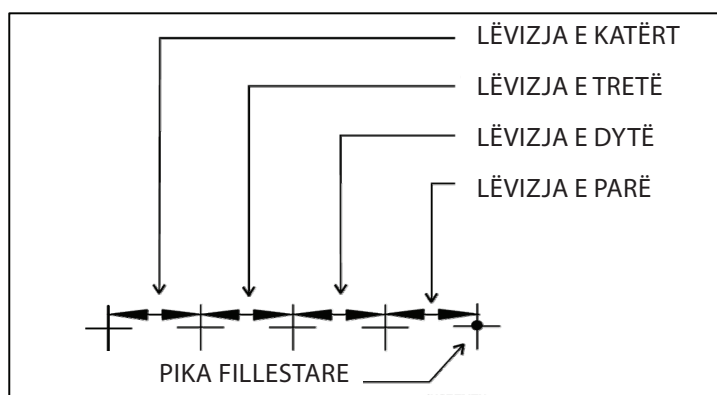 LËVIZJA E KATËRT
LËVIZJA E TRETË
LËVIZJA E DYTË
LËVIZJA E PARË
PIKA FILLESTARE